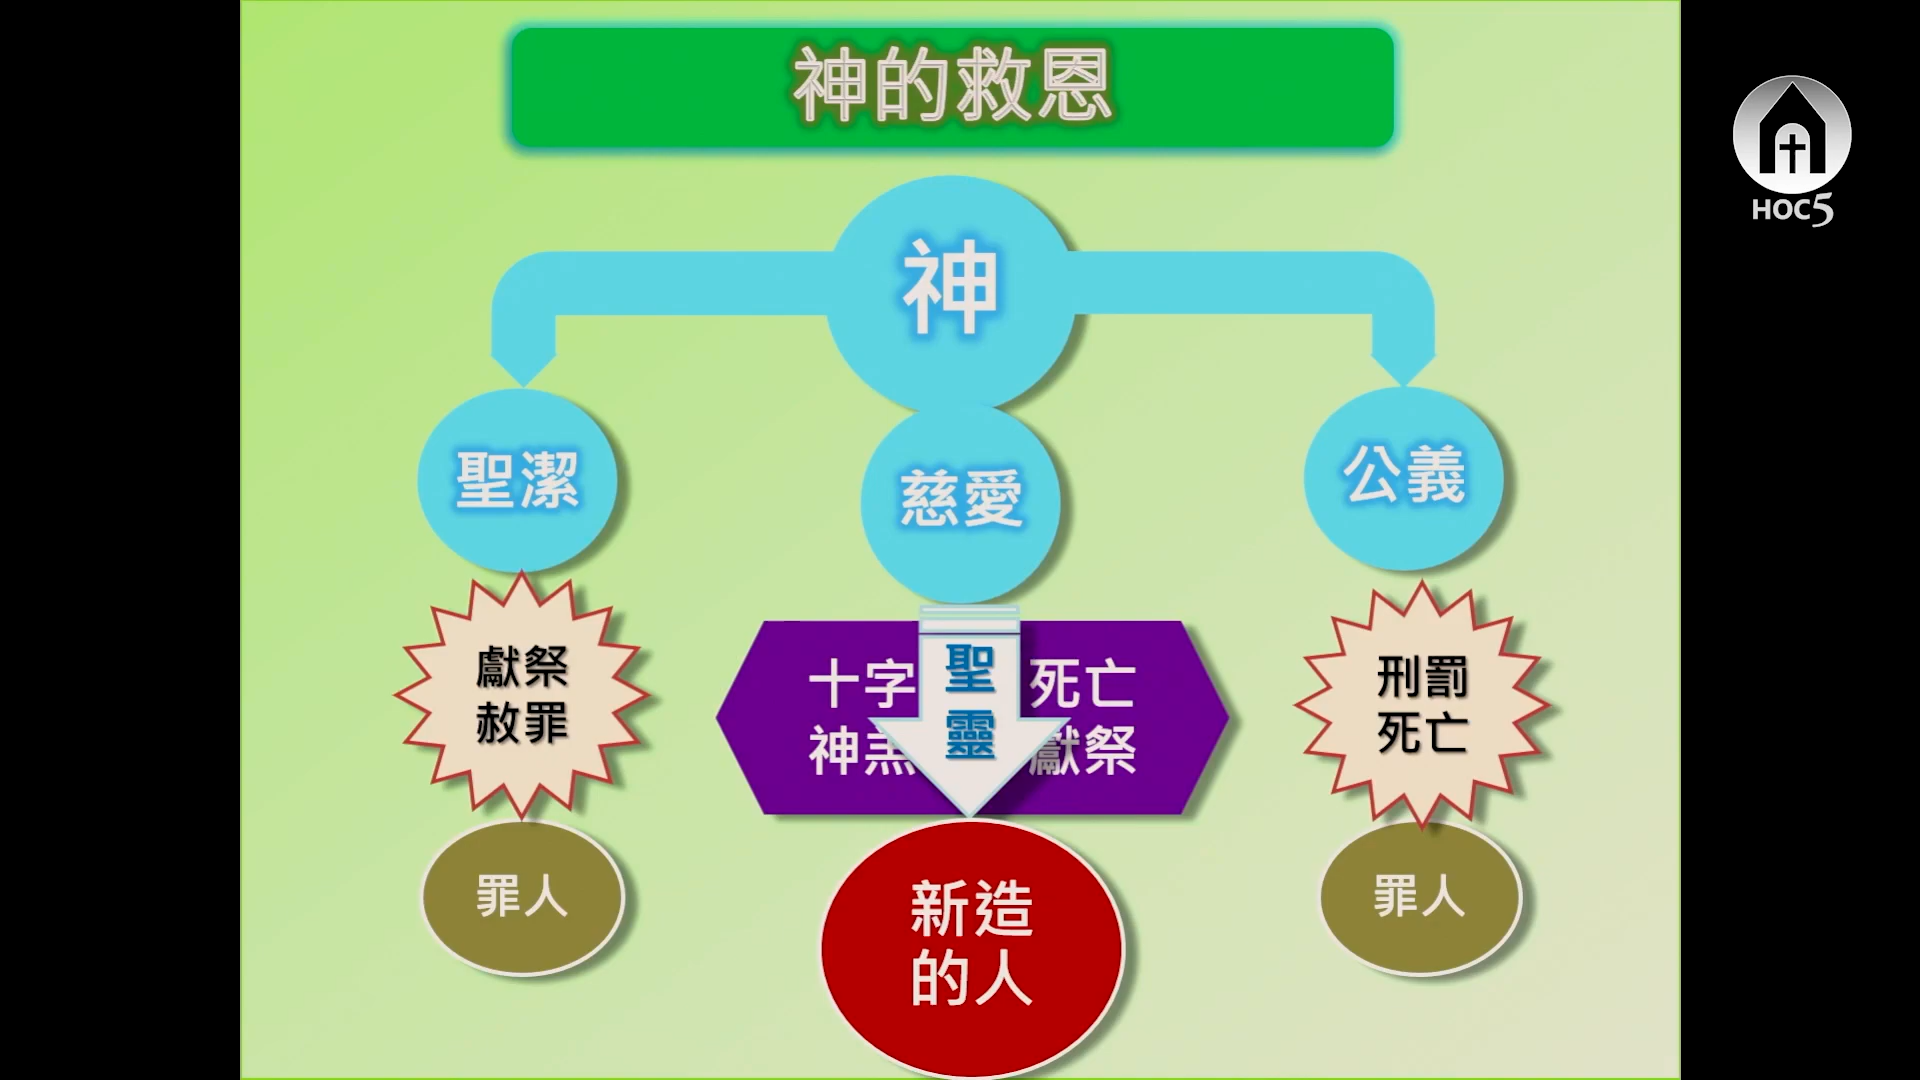 神的救恩
HOC5
神
聖潔
慈愛
公義
獻祭
赦罪
十字
死亡
神羔
獻祭
聖
靈
刑罰
死亡
罪人
新造
的人
罪人